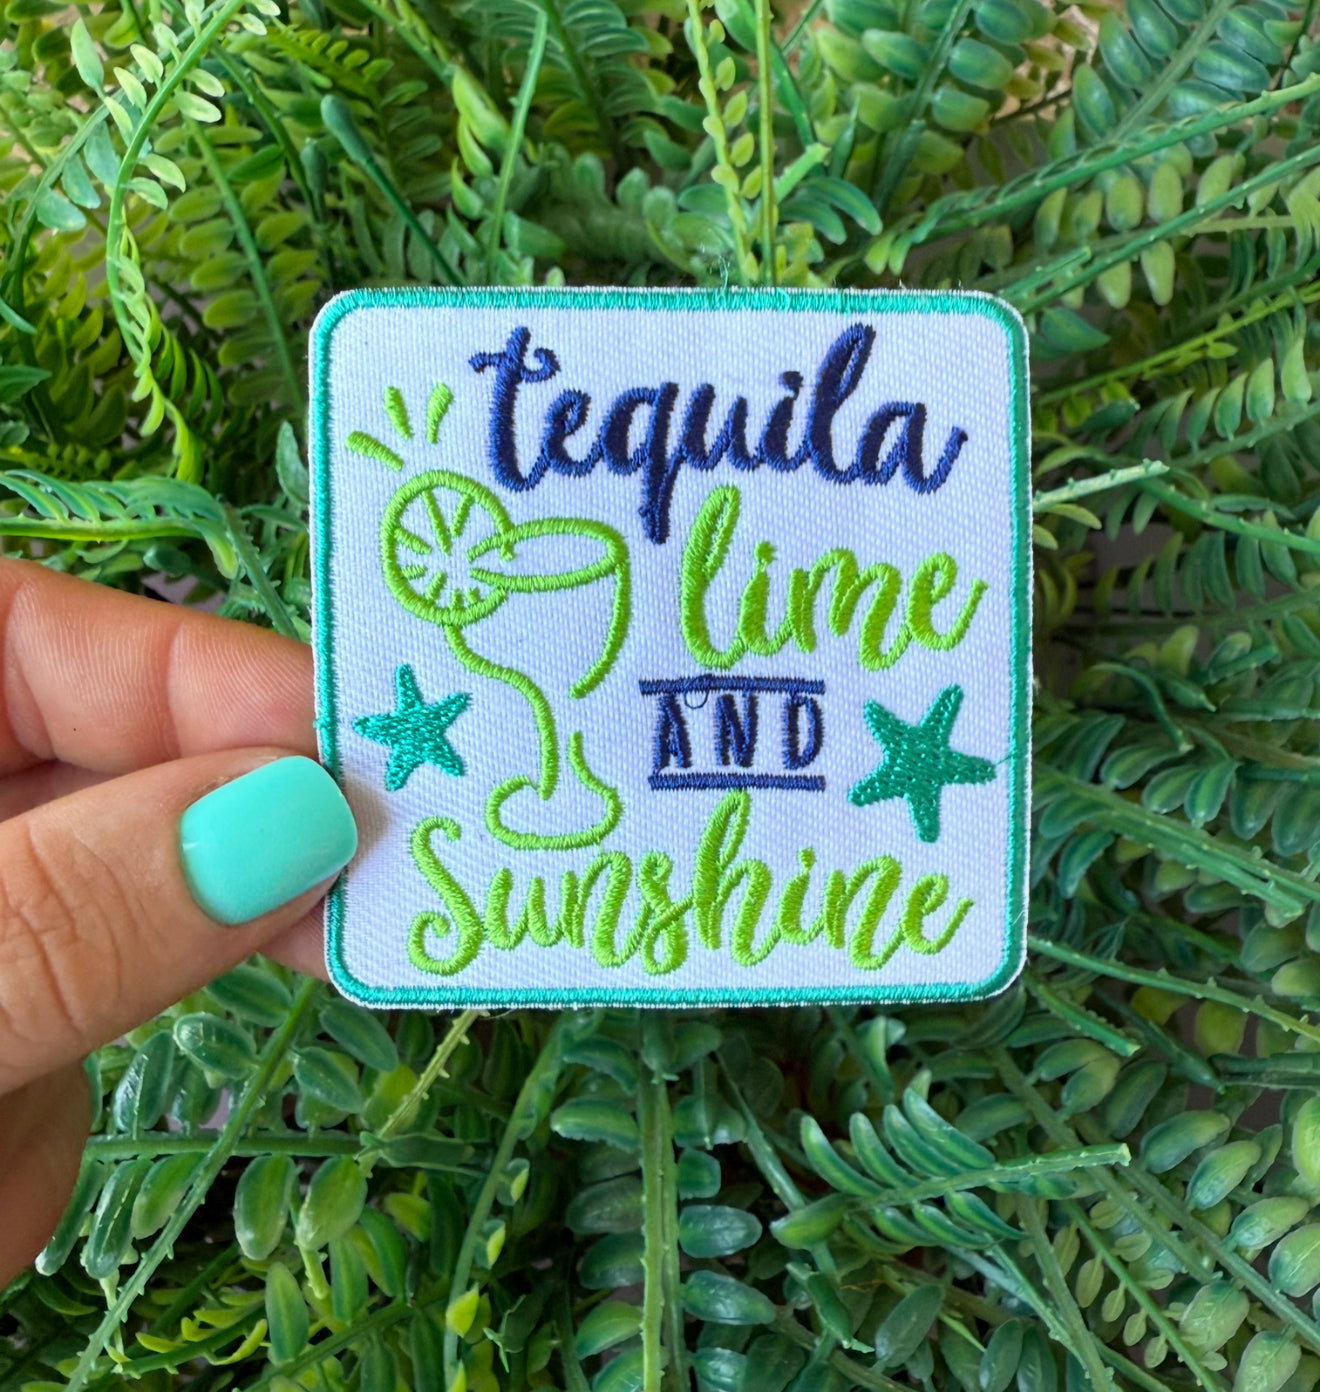 tequila
lime
AND
Sunshine